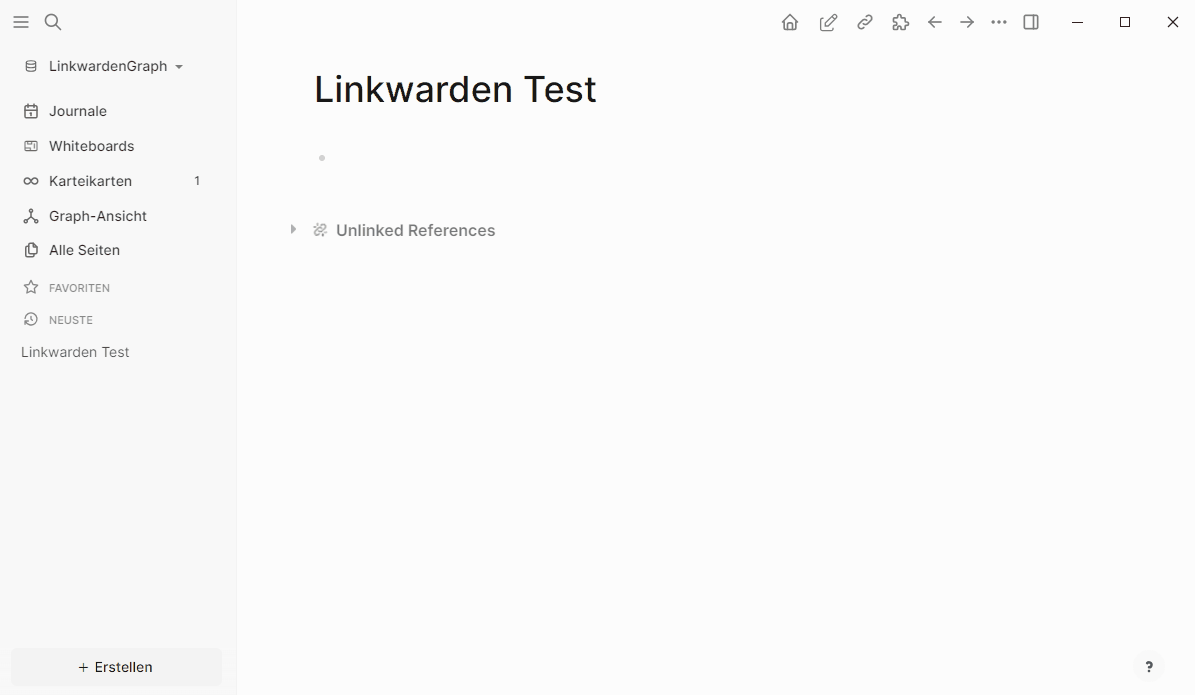 LinkwardenGraph
Journale
Whiteboards
Karteikarten 1
Graph-Ansicht
Alle Seiten
FAVORITEN
NEUSTE
Linkwarden Test
+ Erstellen
Linkwarden Test
Unlinked References
?